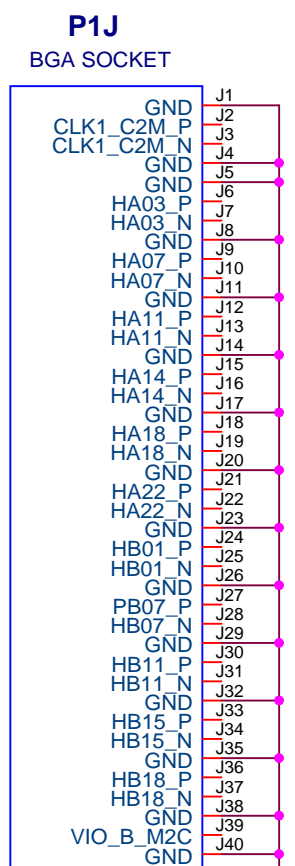 P1J
BGA SOCKET
GND J1
CLK1_C2M_P J2
CLK1_C2M_N J3
GND J4
GND J5
HA03_P J6
HA03_N J7
GND J8
HA07_P J9
HA07_N J10
GND J11
HA11_P J12
HA11_N J13
GND J14
HA14_P J15
HA14_N J16
GND J17
HA18_P J18
HA18_N J19
GND J20
HA22_P J21
HA22_N J22
GND J23
HB01_P J24
HB01_N J25
GND J26
PB07_P J27
HB07_N J28
GND J29
HB11_P J30
HB11_N J31
GND J32
HB15_P J33
HB15_N J34
GND J35
HB18_P J36
HB18_N J37
GND J38
VIO_B_M2C J39
GND J40